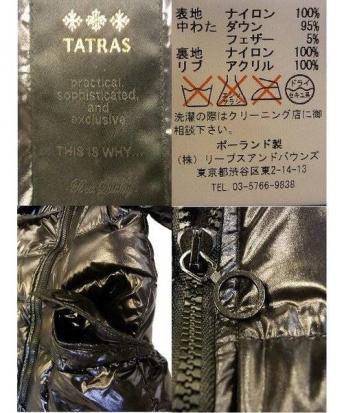 TATRAS
practical,
sophisticated,
and
exclusive
THIS IS WHY...
表地 ナイロン 100%
中わた ダウン 95%
フェザー 5%
裏地 ナイロン 100%
リブ アクリル 100%
ドライ
セキユ系
洗濯の際はクリーニング店に御
相談下さい。
ポーランド製
(株) リーブスアンドバウンズ
東京都渋谷区東2-14-13
TEL 03-5766-9838